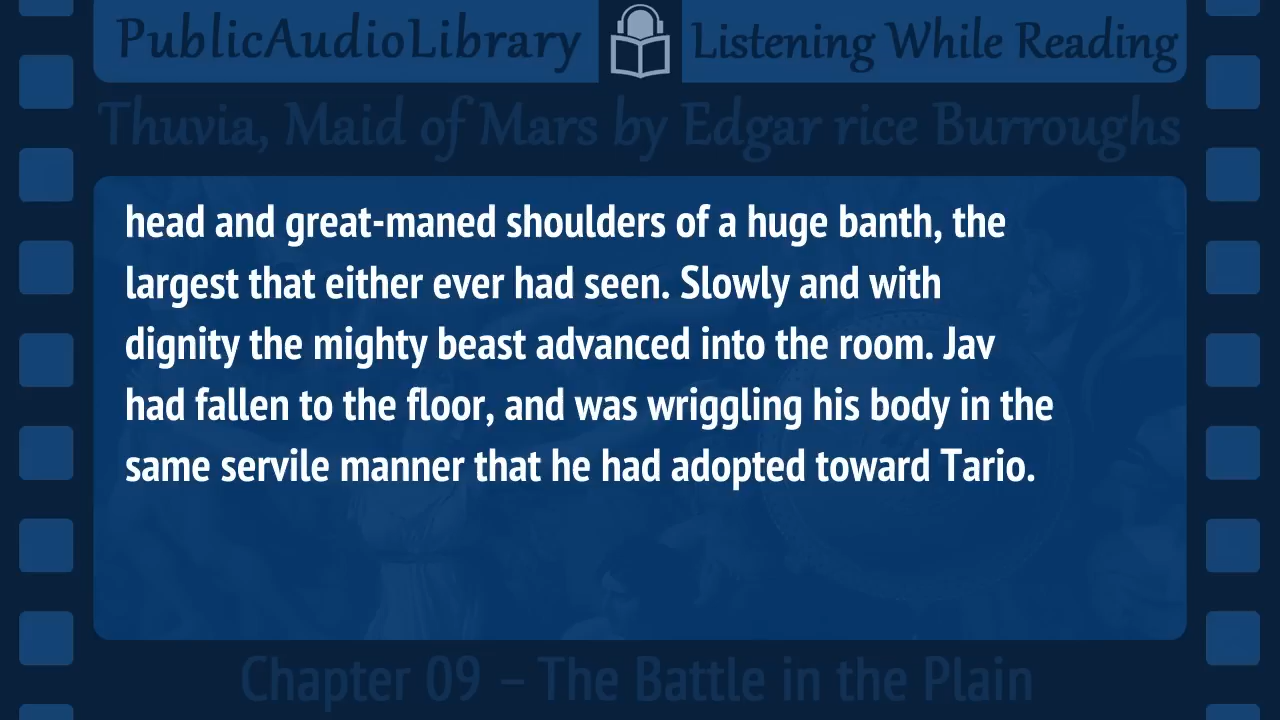 PublicAudioLibrary Listening While Reading
Thuvia, Maid of Mars by Edgar rice Burroughs
head and great-maned shoulders of a huge banth, the
largest that either ever had seen. Slowly and with
dignity the mighty beast advanced into the room. Jav
had fallen to the floor, and was wriggling his body in the
same servile manner that he had adopted toward Tario.
Chapter 09 – The Battle in the Plain